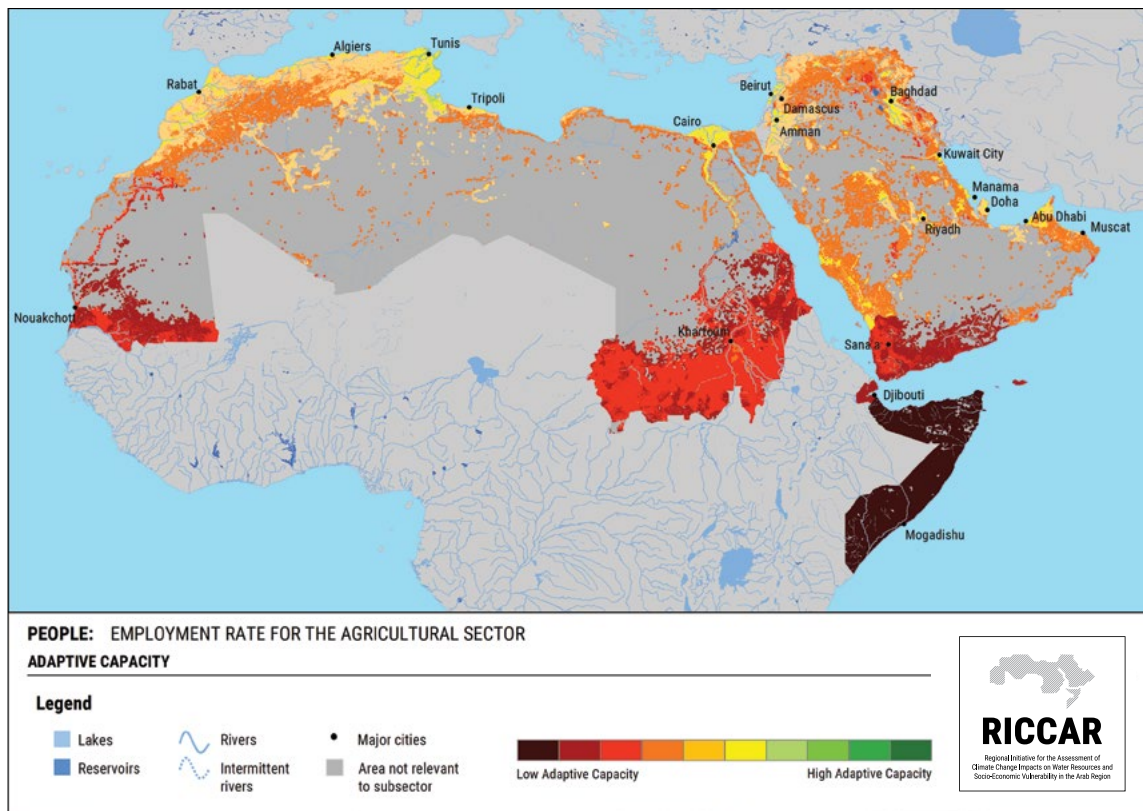 Algiers
Tunis
Rabat
Tripoli
Beirut
Baghdad
Damascus
Cairo
Amman
Kuwait City
Manama
Doha
Abu Dhabi
Riyadh
Muscat
Nouakchott
Khartoum
Sana'a
Djibouti
Mogadishu
PEOPLE: EMPLOYMENT RATE FOR THE AGRICULTURAL SECTOR
ADAPTIVE CAPACITY
Legend
Lakes
Rivers
Major cities
Reservoirs
Intermittent
rivers
Area not relevant
to subsector
Low Adaptive Capacity
High Adaptive Capacity
RICCAR
Regional Initiative for the Assessment of
Climate Change Impacts on Water Resources and
Socio-Economic Vulnerability in the Arab Region